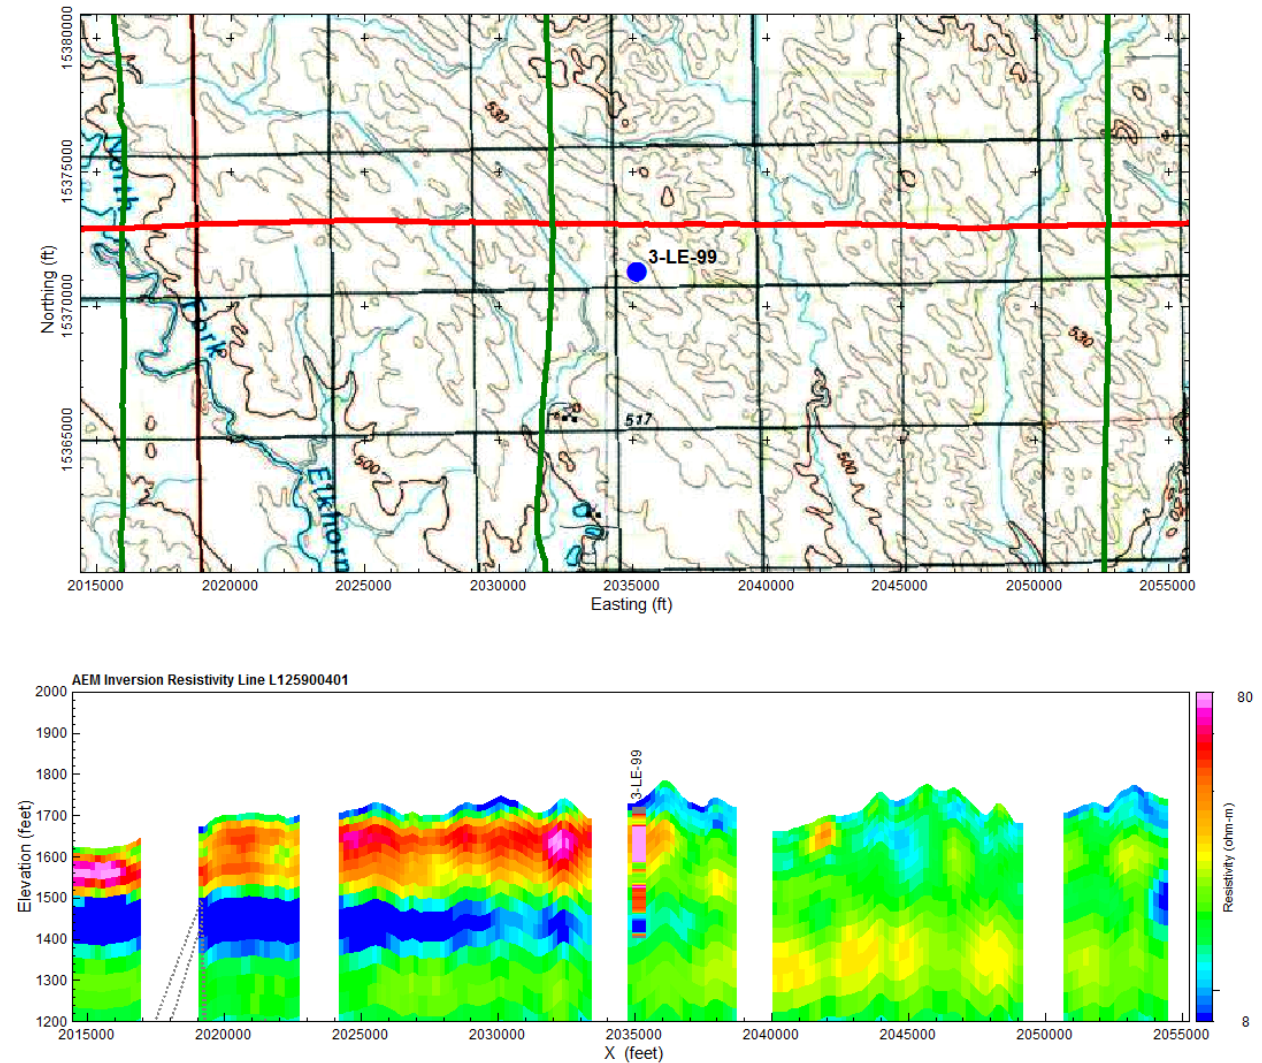 15380000
15375000
15370000
15365000
Northing (ft)
North
Fork
Elkhorn
530
3-LE-99
530
517
500
500
2015000 2020000 2025000 2030000 2035000 2040000 2045000 2050000 2055000
Easting (ft)
AEM Inversion Resistivity Line L125900401
2000
1900
1800
1700
1600
1500
1400
1300
1200
Elevation (feet)
3-LE-99
80
Resistivity (ohm-m)
8
2015000 2020000 2025000 2030000 2035000 2040000 2045000 2050000 2055000
X (feet)